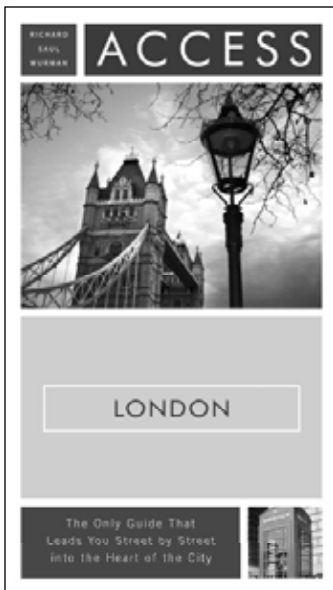 RICHARD
SAUL
WURMAN
ACCESS
LONDON
The Only Guide That
Leads You Street by Street
into the Heart of the City